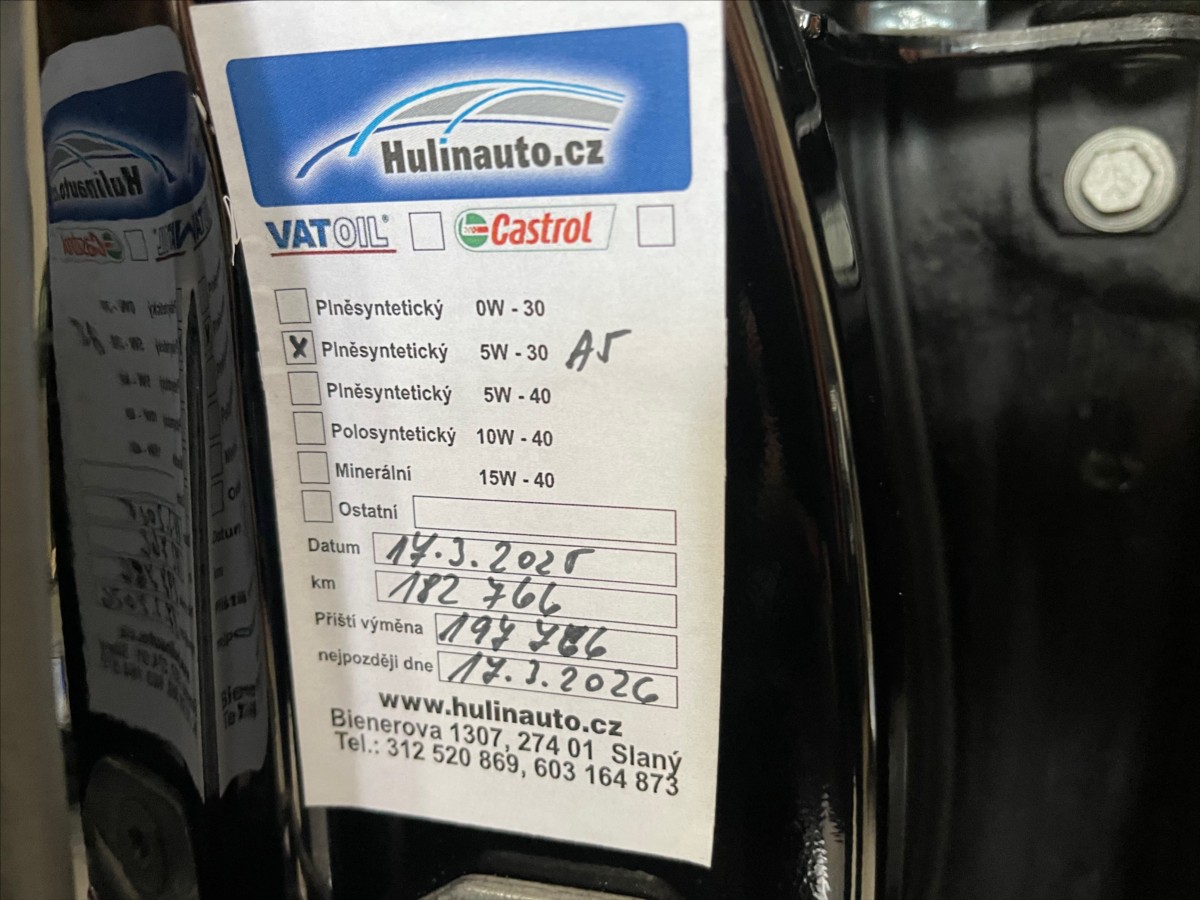 Hulinauto.cz
VATOIL® Castrol
Plněsyntetický 0W - 30
Plněsyntetický 5W - 30 A5
Plněsyntetický 5W - 40
Polosyntetický 10W - 40
Minerální 15W - 40
Ostatní
Datum 17.3.2025
km 182 766
Příští výměna 197 766
nejpozději dne 17.3.2026
www.hulinauto.cz
Bienerova 1307, 274 01 Slaný
Tel.: 312 520 869, 603 164 873